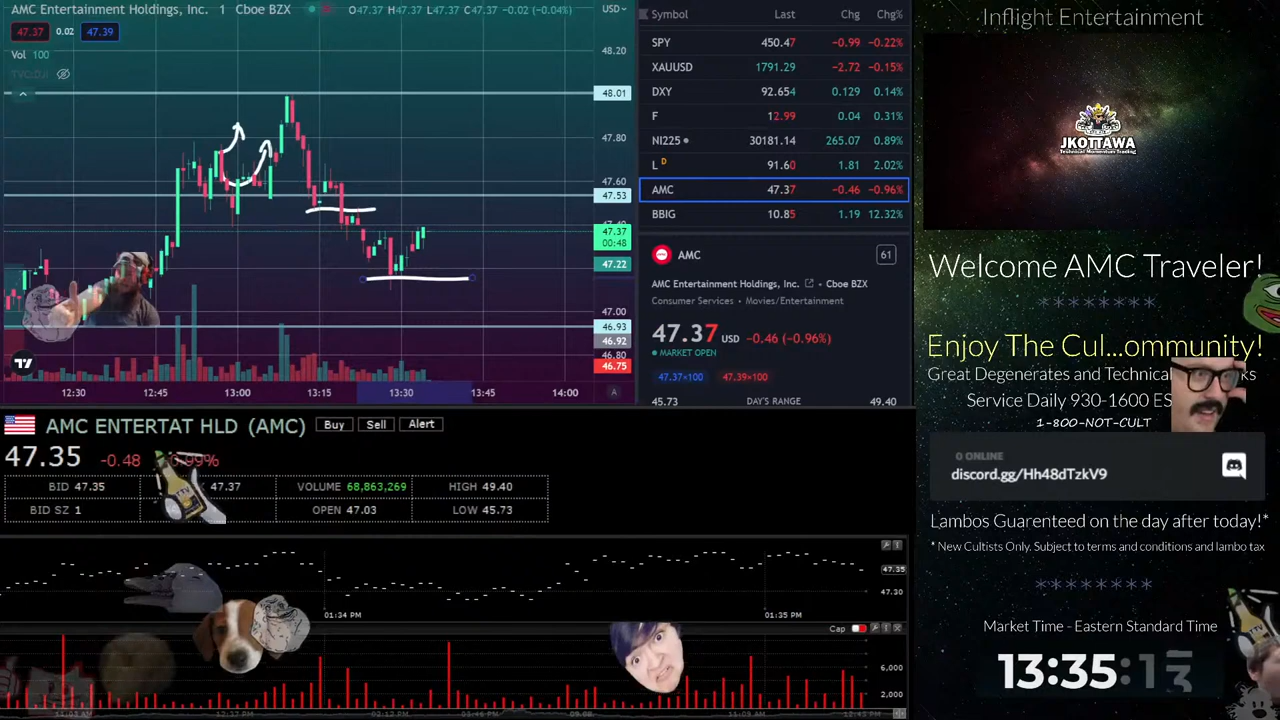 AMC Entertainment Holdings, Inc. · 1 · Cboe BZX O47.37 H47.37 L47.37 C47.37 −0.02 (−0.04%) USD
47.37 0.02 47.39
Vol 100
48.20
48.01
47.80
47.60
47.53
47.40
47.37
00:48
47.22
47.00
46.93
46.92
46.80
46.75
12:30 12:45 13:00 13:15 13:30 13:45 14:00 A
Symbol Last Chg Chg%
SPY 450.47 −0.99 −0.22%
XAUUSD 1791.29 −2.72 −0.15%
DXY 92.654 0.129 0.14%
F 12.99 0.04 0.31%
NI225 30181.14 265.07 0.89%
L D 91.60 1.81 2.02%
AMC 47.37 −0.46 −0.96%
BBIG 10.85 1.19 12.32%
AMC 61
AMC Entertainment Holdings, Inc. • Cboe BZX
Consumer Services • Movies/Entertainment
47.37 USD −0.46 (−0.96%)
MARKET OPEN
47.37×100 47.39×100
45.73 DAY'S RANGE 49.40
AMC ENTERTAT HLD (AMC) Buy Sell Alert
47.35 -0.48 -0.99%
BID 47.35 47.37 VOLUME 68,863,269 HIGH 49.40
BID SZ 1 OPEN 47.03 LOW 45.73
47.35
47.30
01:34 PM 01:35 PM
Cap
6,000
2,000
11:09 AM
Inflight Entertainment
JKOTTAWA
Technical Momentum Trading
Welcome AMC Traveler!
*******
Enjoy The Cul...ommunity!
Great Degenerates and Technical
Service Daily 930-1600 ES
1-800-NOT-CULT
0 ONLINE
discord.gg/Hh48dTzkV9
Lambos Guarenteed on the day after today!*
* New Cultists Only. Subject to terms and conditions and lambo tax
********
Market Time - Eastern Standard Time
13:35